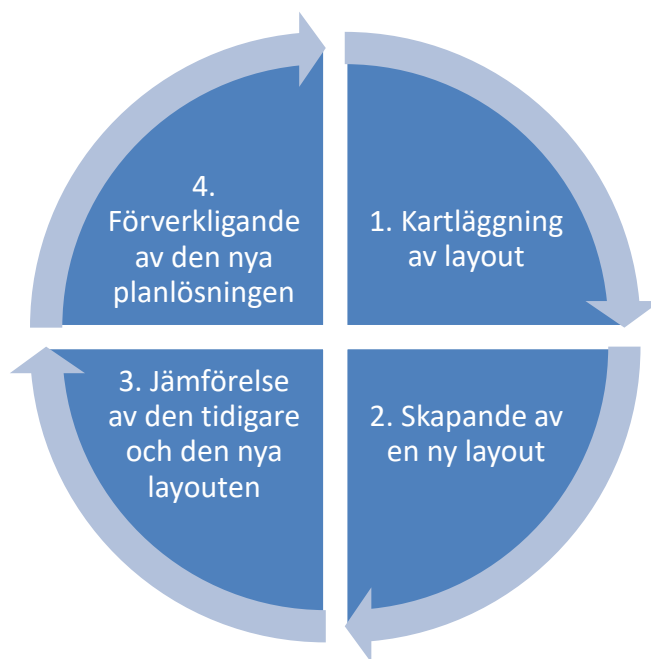 1. Kartläggning
av layout
2. Skapande av
en ny layout
3. Jämförelse
av den tidigare
och den nya
layouten
4.
Förverkligande
av den nya
planlösningen